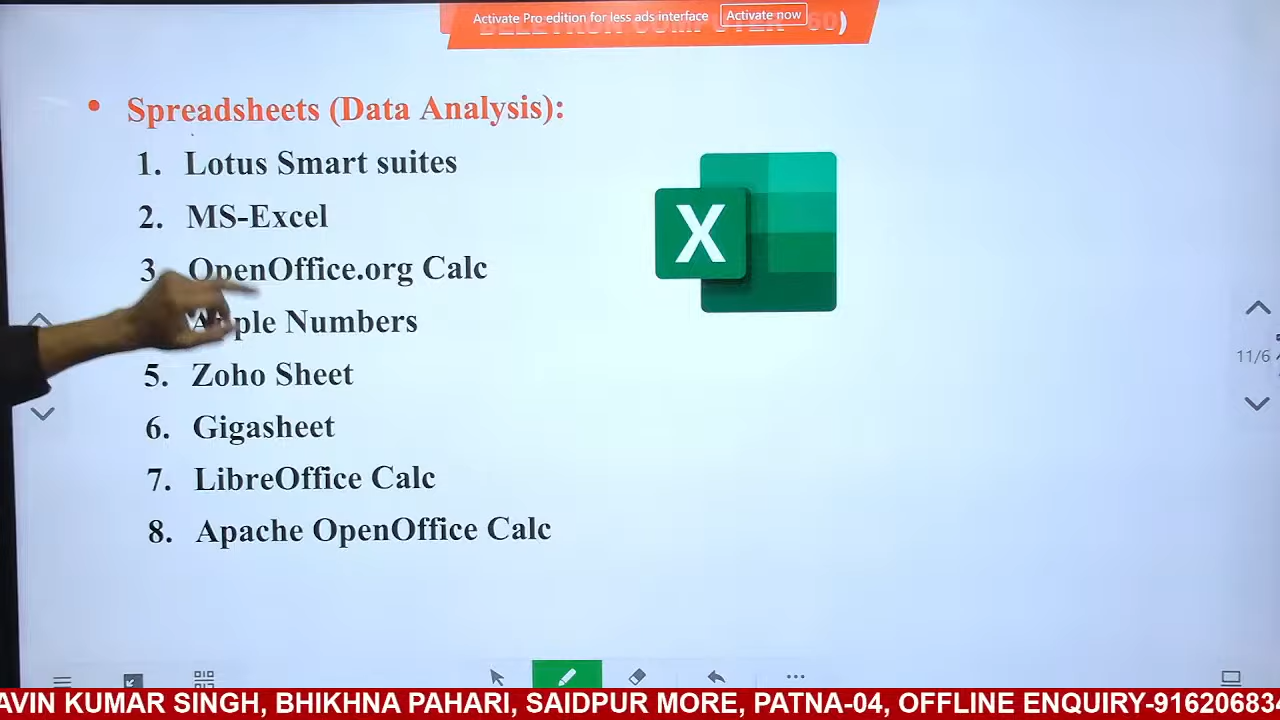 Activate Pro edition for less ads interface Activate now
60)
• Spreadsheets (Data Analysis):
1. Lotus Smart suites
2. MS-Excel
3. OpenOffice.org Calc
Apple Numbers
5. Zoho Sheet
6. Gigasheet
7. LibreOffice Calc
8. Apache OpenOffice Calc
X
11/6
AVIN KUMAR SINGH, BHIKHNA PAHARI, SAIDPUR MORE, PATNA-04, OFFLINE ENQUIRY-91620683